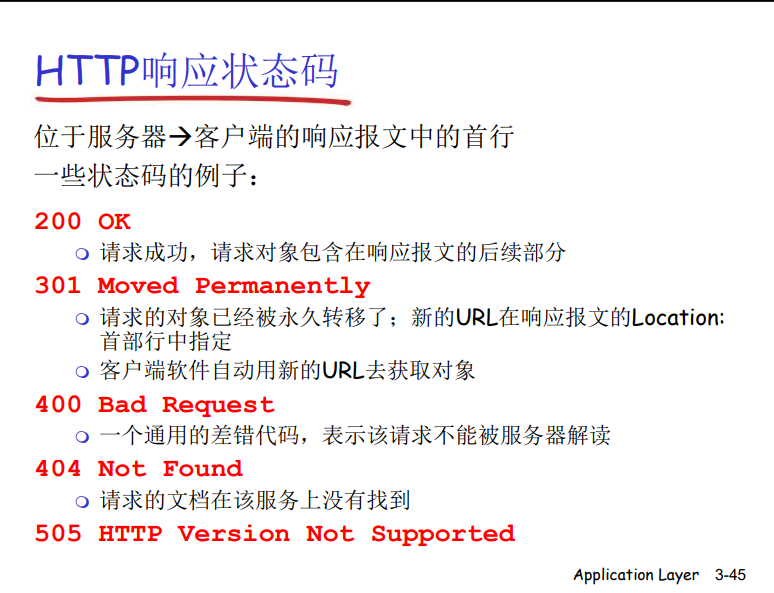 HTTP响应状态码
位于服务器→客户端的响应报文中的首行
一些状态码的例子：
200 OK
请求成功，请求对象包含在响应报文的后续部分
301 Moved Permanently
请求的对象已经被永久转移了；新的URL在响应报文的Location:
首部行中指定
客户端软件自动用新的URL去获取对象
400 Bad Request
一个通用的差错代码，表示该请求不能被服务器解读
404 Not Found
请求的文档在该服务上没有找到
505 HTTP Version Not Supported
Application Layer 3-45